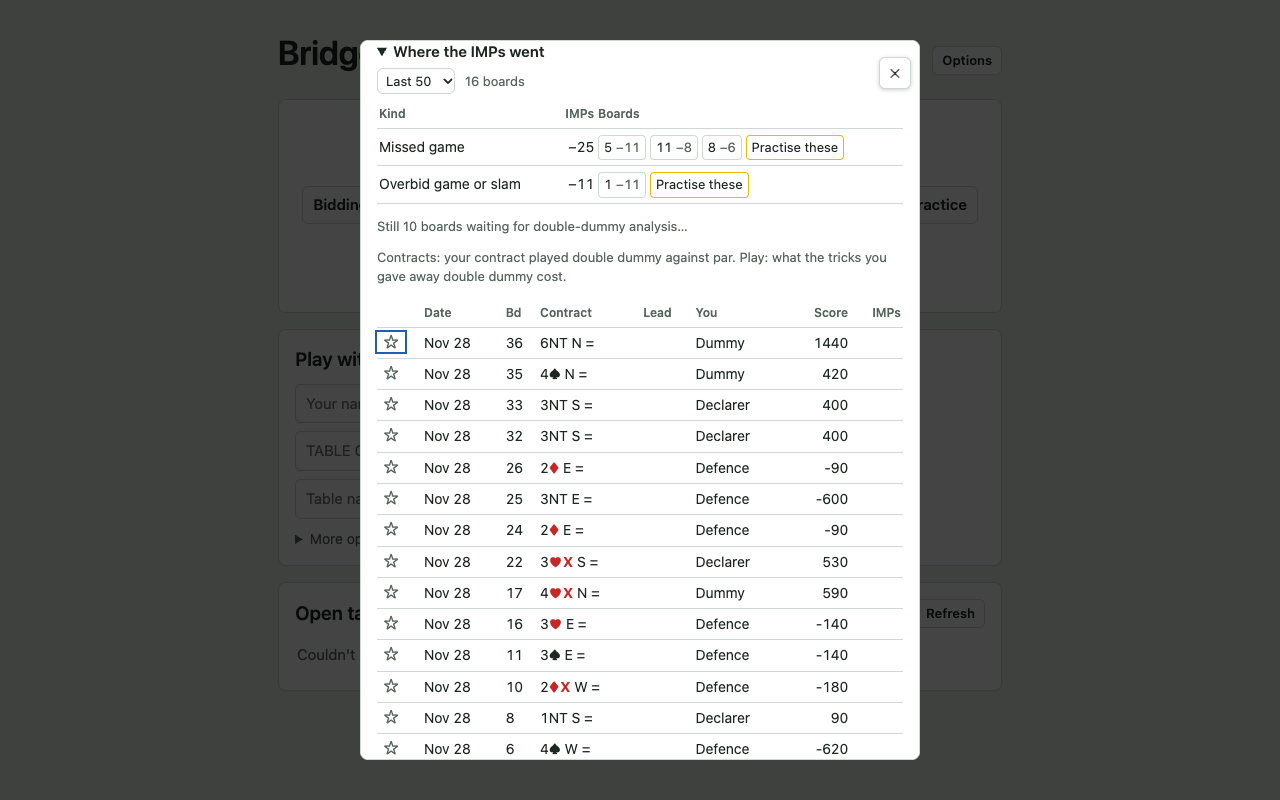 Bridg
Options
▼ Where the IMPs went
×
Last 50 16 boards
Kind IMPs Boards
Missed game −25 5 −11 11 −8 8 −6 Practise these
Overbid game or slam −11 1 −11 Practise these
Bidding
ractice
Still 10 boards waiting for double-dummy analysis…
Contracts: your contract played double dummy against par. Play: what the tricks you
gave away double dummy cost.
Date Bd Contract Lead You Score IMPs
☆ Nov 28 36 6NT N = Dummy 1440
☆ Nov 28 35 4♠ N = Dummy 420
☆ Nov 28 33 3NT S = Declarer 400
☆ Nov 28 32 3NT S = Declarer 400
☆ Nov 28 26 2♦ E = Defence -90
☆ Nov 28 25 3NT E = Defence -600
☆ Nov 28 24 2♦ E = Defence -90
☆ Nov 28 22 3♥X S = Declarer 530
☆ Nov 28 17 4♥X N = Dummy 590
☆ Nov 28 16 3♥ E = Defence -140
☆ Nov 28 11 3♠ E = Defence -140
☆ Nov 28 10 2♦X W = Defence -180
☆ Nov 28 8 1NT S = Declarer 90
☆ Nov 28 6 4♠ W = Defence -620
Play wit
Your na
TABLE C
Table na
▶ More op
Open ta
Refresh
Couldn't